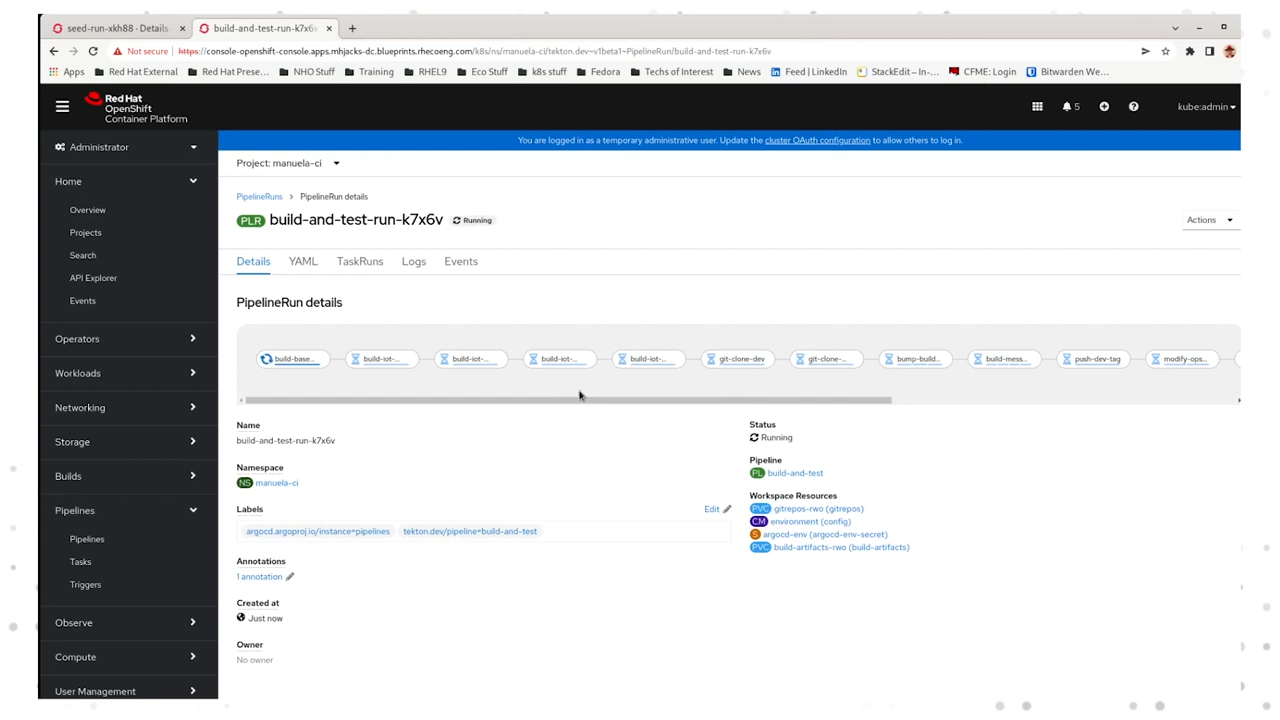 seed-run-xkh88 · Details
build-and-test-run-k7x6v
Not secure
https://console-openshift-console.apps.mhjacks-dc.blueprints.rhecoeng.com/k8s/ns/manuela-ci/tekton.dev~v1beta1~PipelineRun/build-and-test-run-k7x6v
Apps Red Hat External Red Hat Prese... NHO Stuff Training RHEL9 Eco Stuff k8s stuff Fedora Techs of Interest News Feed | LinkedIn StackEdit – In-... CFME: Login Bitwarden We...
Red Hat
OpenShift
Container Platform
5
kube:admin
Administrator
You are logged in as a temporary administrative user. Update the cluster OAuth configuration to allow others to log in.
Home
Overview
Projects
Search
API Explorer
Events
Operators
Workloads
Networking
Storage
Builds
Pipelines
Pipelines
Tasks
Triggers
Observe
Compute
User Management
Project: manuela-ci
PipelineRuns > PipelineRun details
PLR build-and-test-run-k7x6v Running
Actions
Details YAML TaskRuns Logs Events
PipelineRun details
build-base... build-iot-... build-iot-... build-iot-... build-iot-... git-clone-dev git-clone-... bump-build... build-mess... push-dev-tag modify-ops...
Name
build-and-test-run-k7x6v
Namespace
NS manuela-ci
Labels
Edit
argocd.argoproj.io/instance=pipelines tekton.dev/pipeline=build-and-test
Annotations
1 annotation
Created at
Just now
Owner
No owner
Status
Running
Pipeline
PL build-and-test
Workspace Resources
PVC gitrepos-rwo (gitrepos)
CM environment (config)
S argocd-env (argocd-env-secret)
PVC build-artifacts-rwo (build-artifacts)